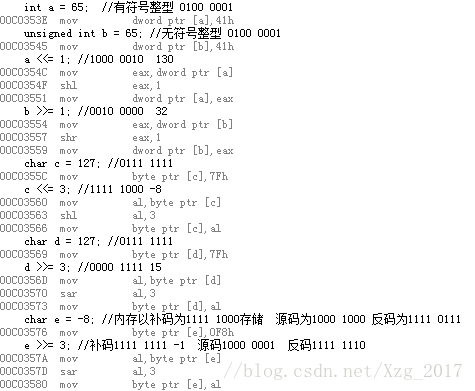 int a = 65;  //有符号整型 0100 0001
00C0353E  mov         dword ptr [a],41h
unsigned int b = 65; //无符号整型 0100 0001
00C03545  mov         dword ptr [b],41h
a <<= 1; //1000 0010  130
00C0354C  mov         eax,dword ptr [a]
00C0354F  shl         eax,1
00C03551  mov         dword ptr [a],eax
b >>= 1; //0010 0000  32
00C03554  mov         eax,dword ptr [b]
00C03557  shr         eax,1
00C03559  mov         dword ptr [b],eax
char c = 127; //0111 1111
00C0355C  mov         byte ptr [c],7Fh
c <<= 3; //1111 1000 -8
00C03560  mov         al,byte ptr [c]
00C03563  shl         al,3
00C03566  mov         byte ptr [c],al
char d = 127; //0111 1111
00C03569  mov         byte ptr [d],7Fh
d >>= 3; //0000 1111 15
00C0356D  mov         al,byte ptr [d]
00C03570  sar         al,3
00C03573  mov         byte ptr [d],al
char e = -8; //内存以补码为1111 1000存储  源码为1000 1000 反码为1111 0111
00C03576  mov         byte ptr [e],0F8h
e >>= 3; //补码1111 1111 -1  源码1000 0001  反码1111 1110
00C0357A  mov         al,byte ptr [e]
00C0357D  sar         al,3
00C03580  mov         byte ptr [e],al
//blog.csdn.net/Xzg_2017